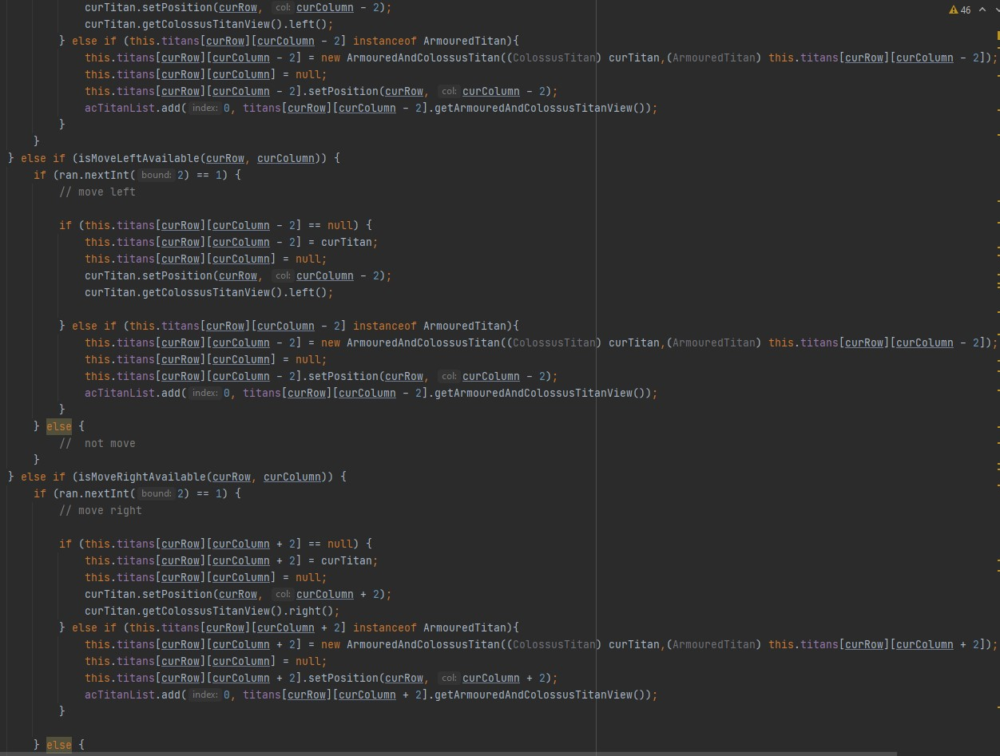 curTitan.setPosition(curRow, col: curColumn - 2);
curTitan.getColossusTitanView().left();
} else if (this.titans[curRow][curColumn - 2] instanceof ArmouredTitan){
this.titans[curRow][curColumn - 2] = new ArmouredAndColossusTitan((ColossusTitan) curTitan,(ArmouredTitan) this.titans[curRow][curColumn - 2]);
this.titans[curRow][curColumn] = null;
this.titans[curRow][curColumn - 2].setPosition(curRow, col: curColumn - 2);
acTitanList.add( index: 0, titans[curRow][curColumn - 2].getArmouredAndColossusTitanView());
}
}
} else if (isMoveLeftAvailable(curRow, curColumn)) {
if (ran.nextInt( bound: 2) == 1) {
// move left
if (this.titans[curRow][curColumn - 2] == null) {
this.titans[curRow][curColumn - 2] = curTitan;
this.titans[curRow][curColumn] = null;
curTitan.setPosition(curRow, col: curColumn - 2);
curTitan.getColossusTitanView().left();
} else if (this.titans[curRow][curColumn - 2] instanceof ArmouredTitan){
this.titans[curRow][curColumn - 2] = new ArmouredAndColossusTitan((ColossusTitan) curTitan,(ArmouredTitan) this.titans[curRow][curColumn - 2]);
this.titans[curRow][curColumn] = null;
this.titans[curRow][curColumn - 2].setPosition(curRow, col: curColumn - 2);
acTitanList.add( index: 0, titans[curRow][curColumn - 2].getArmouredAndColossusTitanView());
}
} else {
//  not move
}
} else if (isMoveRightAvailable(curRow, curColumn)) {
if (ran.nextInt( bound: 2) == 1) {
// move right
if (this.titans[curRow][curColumn + 2] == null) {
this.titans[curRow][curColumn + 2] = curTitan;
this.titans[curRow][curColumn] = null;
curTitan.setPosition(curRow, col: curColumn + 2);
curTitan.getColossusTitanView().right();
} else if (this.titans[curRow][curColumn + 2] instanceof ArmouredTitan){
this.titans[curRow][curColumn + 2] = new ArmouredAndColossusTitan((ColossusTitan) curTitan,(ArmouredTitan) this.titans[curRow][curColumn + 2]);
this.titans[curRow][curColumn] = null;
this.titans[curRow][curColumn + 2].setPosition(curRow, col: curColumn + 2);
acTitanList.add( index: 0, titans[curRow][curColumn + 2].getArmouredAndColossusTitanView());
}
} else {
46